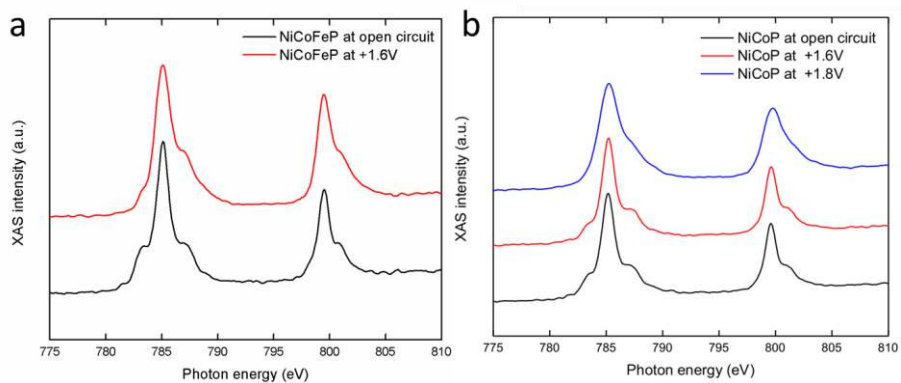 a
NiCoFeP at open circuit
NiCoFeP at +1.6V
XAS intensity (a.u.)
775 780 785 790 795 800 805 810
Photon energy (eV)
b
NiCoP at open circuit
NiCoP at +1.6V
NiCoP at +1.8V
XAS intensity (a.u.)
775 780 785 790 795 800 805 810
Photon energy (eV)